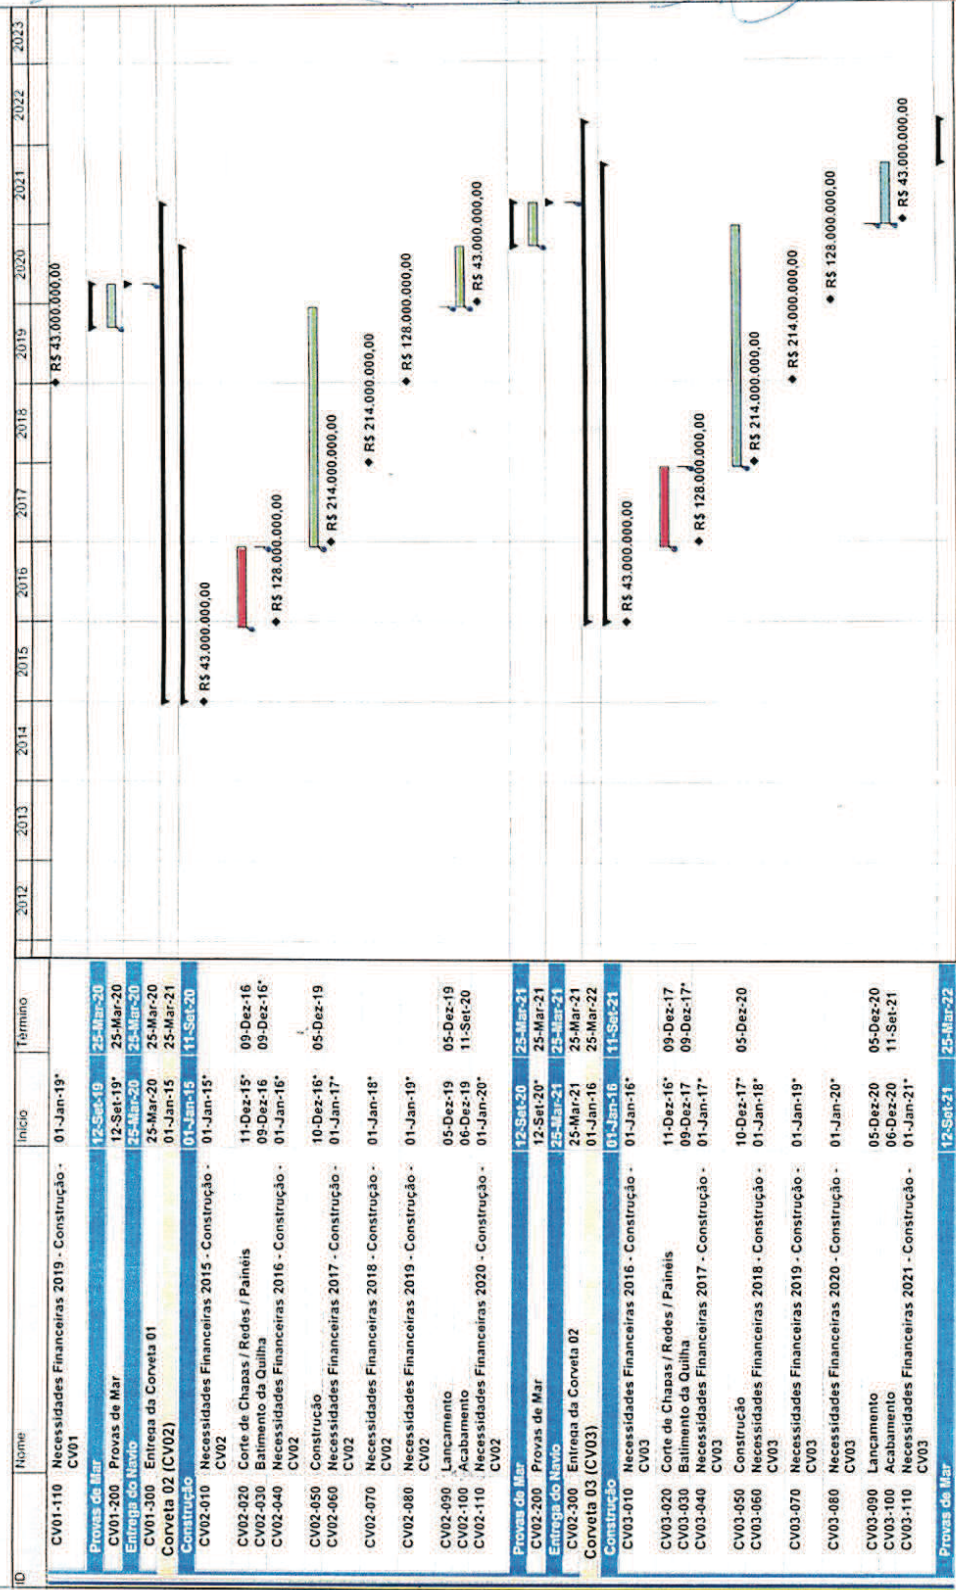 ID Nome Início Término 2012 2013 2014 2015 2016 2017 2018 2019 2020 2021 2022 2023
CV01-110 Necessidades Financeiras 2019 - Construção - 01-Jan-19* R$ 43.000.000,00
CV01
Provas de Mar 12-Set-19 25-Mar-20
CV01-200 Provas de Mar 12-Set-19* 25-Mar-20
Entrega do Navio 25-Mar-20 25-Mar-20
CV01-300 Entrega da Corveta 01 25-Mar-20 25-Mar-20
Corveta 02 (CV02) 01-Jan-15 25-Mar-21
Construção 01-Jan-15 11-Set-20
CV02-010 Necessidades Financeiras 2015 - Construção - 01-Jan-15* R$ 43.000.000,00
CV02
CV02-020 Corte de Chapas / Redes / Painéis 11-Dez-15* 09-Dez-16
CV02-030 Batimento da Quilha 09-Dez-16 09-Dez-16*
CV02-040 Necessidades Financeiras 2016 - Construção - 01-Jan-16* R$ 128.000.000,00
CV02
CV02-050 Construção 10-Dez-16* 05-Dez-19
CV02-060 Necessidades Financeiras 2017 - Construção - 01-Jan-17* R$ 214.000.000,00
CV02
CV02-070 Necessidades Financeiras 2018 - Construção - 01-Jan-18* R$ 214.000.000,00
CV02
CV02-080 Necessidades Financeiras 2019 - Construção - 01-Jan-19* R$ 128.000.000,00
CV02
CV02-090 Lançamento 05-Dez-19 05-Dez-19
CV02-100 Acabamento 06-Dez-19 11-Set-20
CV02-110 Necessidades Financeiras 2020 - Construção - 01-Jan-20* R$ 43.000.000,00
CV02
Provas de Mar 12-Set-20 25-Mar-21
CV02-200 Provas de Mar 12-Set-20* 25-Mar-21
Entrega do Navio 25-Mar-21 25-Mar-21
CV02-300 Entrega da Corveta 02 25-Mar-21 25-Mar-21
Corveta 03 (CV03) 01-Jan-16 25-Mar-22
Construção 01-Jan-16 11-Set-21
CV03-010 Necessidades Financeiras 2016 - Construção - 01-Jan-16* R$ 43.000.000,00
CV03
CV03-020 Corte de Chapas / Redes / Painéis 11-Dez-16* 09-Dez-17
CV03-030 Batimento da Quilha 09-Dez-17 09-Dez-17*
CV03-040 Necessidades Financeiras 2017 - Construção - 01-Jan-17* R$ 128.000.000,00
CV03
CV03-050 Construção 10-Dez-17* 05-Dez-20
CV03-060 Necessidades Financeiras 2018 - Construção - 01-Jan-18* R$ 214.000.000,00
CV03
CV03-070 Necessidades Financeiras 2019 - Construção - 01-Jan-19* R$ 214.000.000,00
CV03
CV03-080 Necessidades Financeiras 2020 - Construção - 01-Jan-20* R$ 128.000.000,00
CV03
CV03-090 Lançamento 05-Dez-20 05-Dez-20
CV03-100 Acabamento 06-Dez-20 11-Set-21
CV03-110 Necessidades Financeiras 2021 - Construção - 01-Jan-21* R$ 43.000.000,00
CV03
Provas de Mar 12-Set-21 25-Mar-22